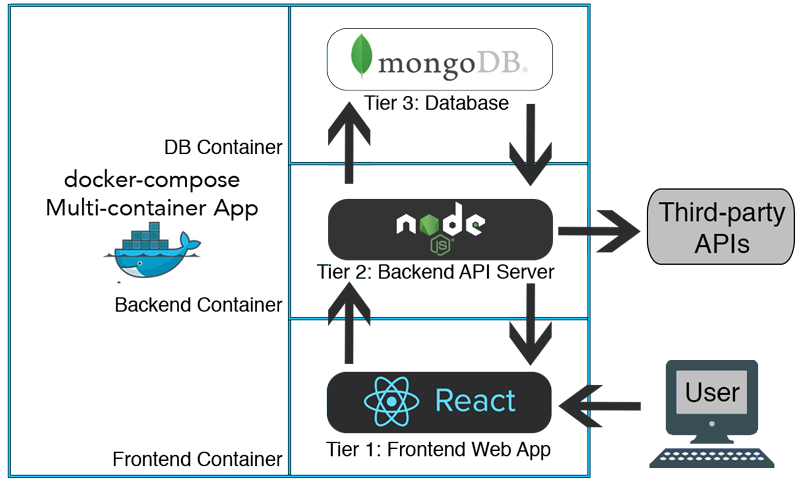 mongoDB®
Tier 3: Database
DB Container
docker-compose
Multi-container App
node
JS
Tier 2: Backend API Server
Third-party
APIs
Backend Container
React
User
Tier 1: Frontend Web App
Frontend Container